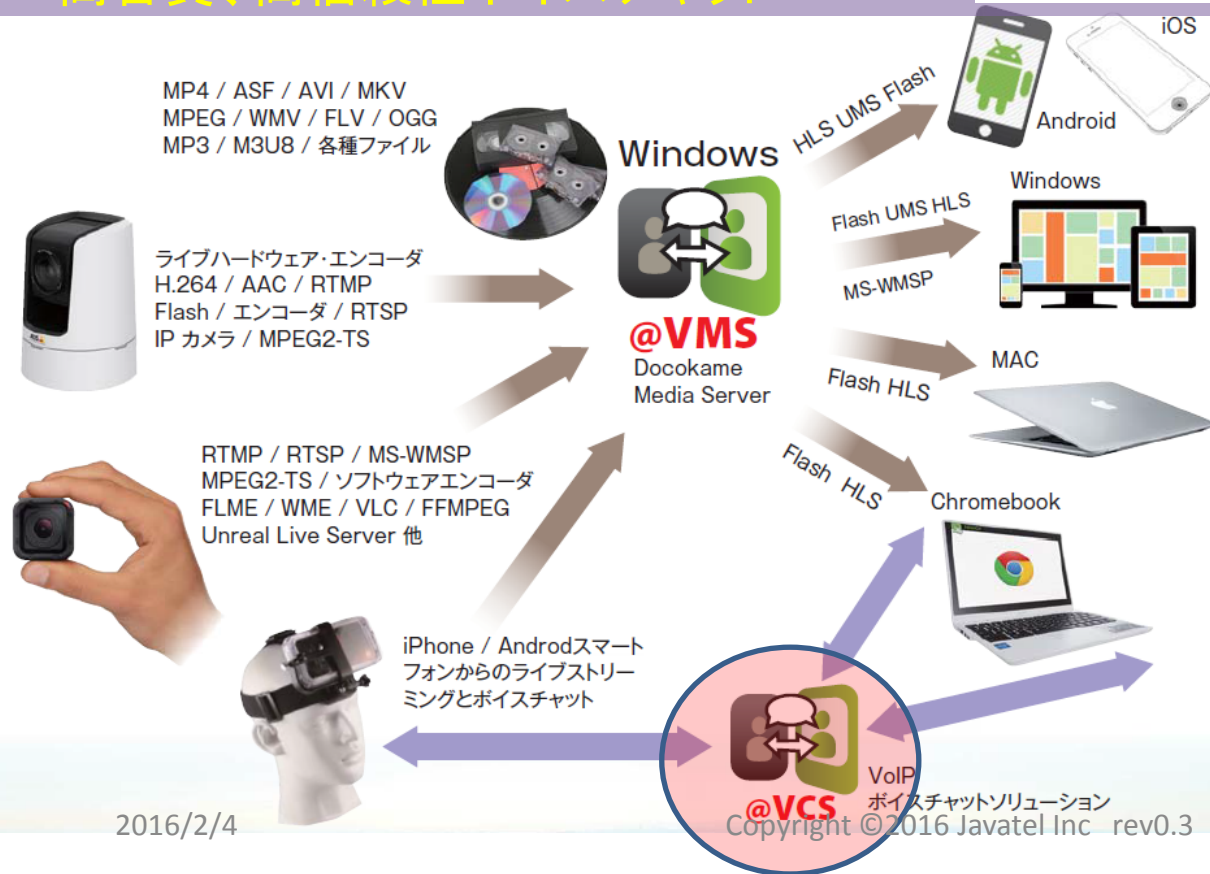 iOS
Android
HLS UMS Flash
MP4 / ASF / AVI / MKV
MPEG / WMV / FLV / OGG
MP3 / M3U8 / 各種ファイル
Windows
@VMS
Docokame
Media Server
Windows
Flash UMS HLS
MS-WMSP
ライブハードウェア・エンコーダ
H.264 / AAC / RTMP
Flash / エンコーダ / RTSP
IP カメラ / MPEG2-TS
MAC
Flash HLS
RTMP / RTSP / MS-WMSP
MPEG2-TS / ソフトウェアエンコーダ
FLME / WME / VLC / FFMPEG
Unreal Live Server 他
Flash HLS
Chromebook
iPhone / Androdスマート
フォンからのライブストリー
ミングとボイスチャット
@VCS
VoIP
ボイスチャットソリューション
2016/2/4
Copyright ©2016 Javatel Inc rev0.3